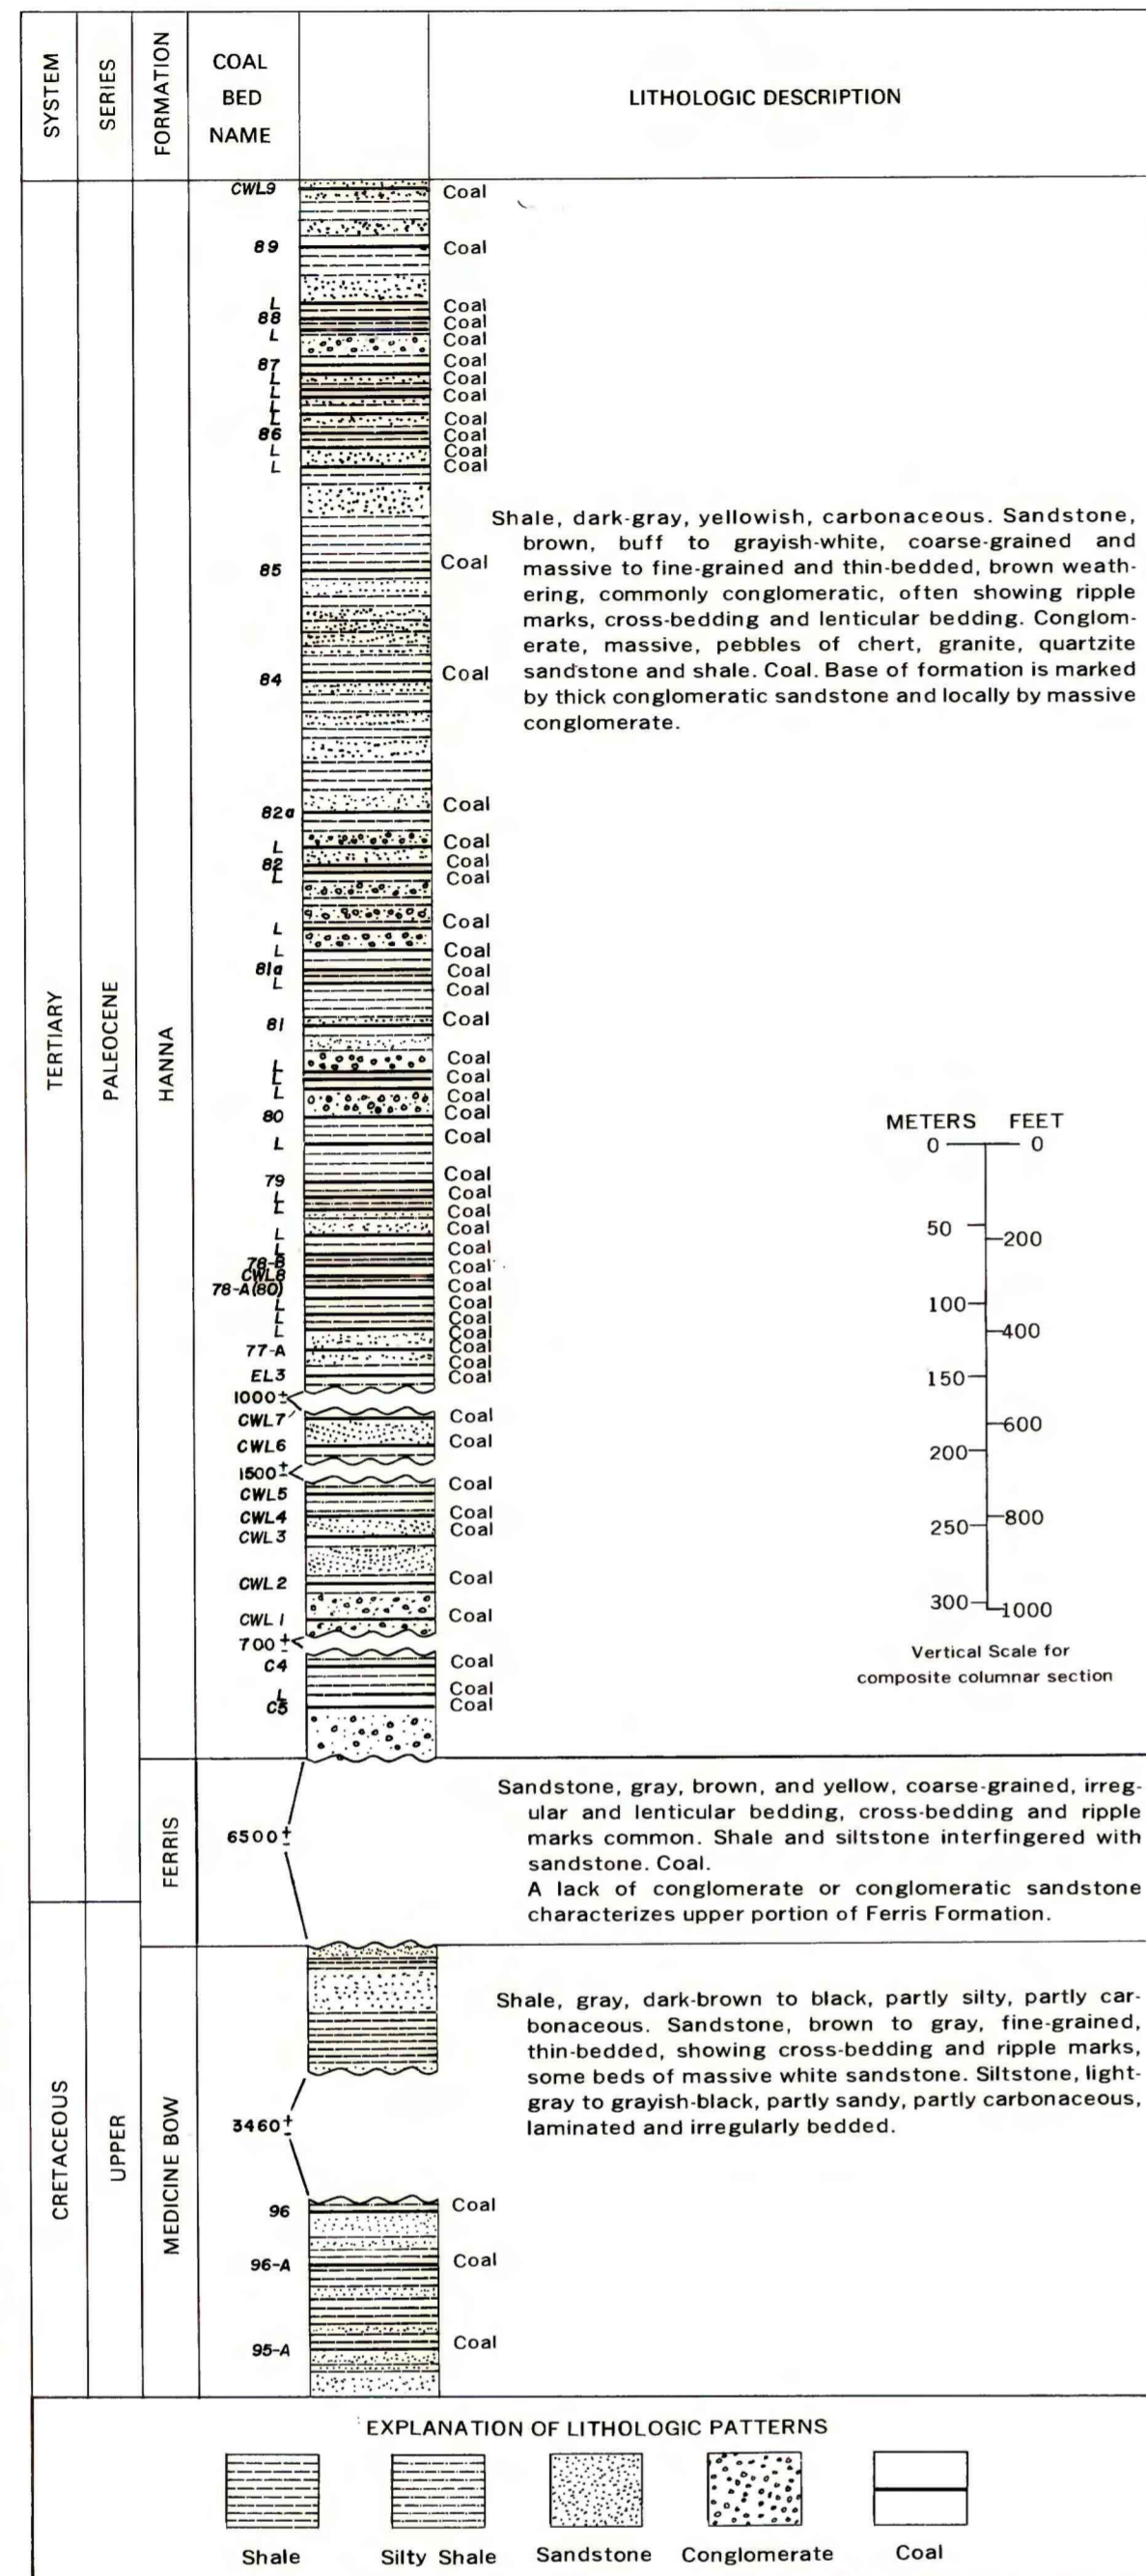 SYSTEM
SERIES
FORMATION
COAL
BED
NAME
LITHOLOGIC DESCRIPTION
CWL9 Coal
89 Coal
L Coal
88 Coal
L Coal
87 Coal
L Coal
L Coal
L
L Coal
86 Coal
L Coal
L Coal
Shale, dark-gray, yellowish, carbonaceous. Sandstone,
brown, buff to grayish-white, coarse-grained and
massive to fine-grained and thin-bedded, brown weath-
ering, commonly conglomeratic, often showing ripple
marks, cross-bedding and lenticular bedding. Conglom-
erate, massive, pebbles of chert, granite, quartzite
sandstone and shale. Coal. Base of formation is marked
by thick conglomeratic sandstone and locally by massive
conglomerate.
85 Coal
84 Coal
82a Coal
L Coal
82 Coal
L Coal
L Coal
L Coal
81a Coal
L Coal
81 Coal
L Coal
L Coal
L Coal
80 Coal
L Coal
79 Coal
L Coal
L Coal
L Coal
L Coal
78-B Coal
CWL8
78-A(80) Coal
L Coal
L Coal
L Coal
77-A Coal
Coal
EL3 Coal
1000±
CWL7 Coal
CWL6 Coal
1500±
CWL5 Coal
CWL4 Coal
CWL3 Coal
CWL2 Coal
CWL1 Coal
700±
C4 Coal
L Coal
C5 Coal
TERTIARY
PALEOCENE
HANNA
METERS FEET
0 0
50
200
100
400
150
600
200
800
250
300
1000
Vertical Scale for
composite columnar section
FERRIS
6500±
Sandstone, gray, brown, and yellow, coarse-grained, irreg-
ular and lenticular bedding, cross-bedding and ripple
marks common. Shale and siltstone interfingered with
sandstone. Coal.
A lack of conglomerate or conglomeratic sandstone
characterizes upper portion of Ferris Formation.
CRETACEOUS
UPPER
MEDICINE BOW
Shale, gray, dark-brown to black, partly silty, partly car-
bonaceous. Sandstone, brown to gray, fine-grained,
thin-bedded, showing cross-bedding and ripple marks,
some beds of massive white sandstone. Siltstone, light-
gray to grayish-black, partly sandy, partly carbonaceous,
laminated and irregularly bedded.
3460±
96 Coal
96-A Coal
95-A Coal
EXPLANATION OF LITHOLOGIC PATTERNS
Shale Silty Shale Sandstone Conglomerate Coal